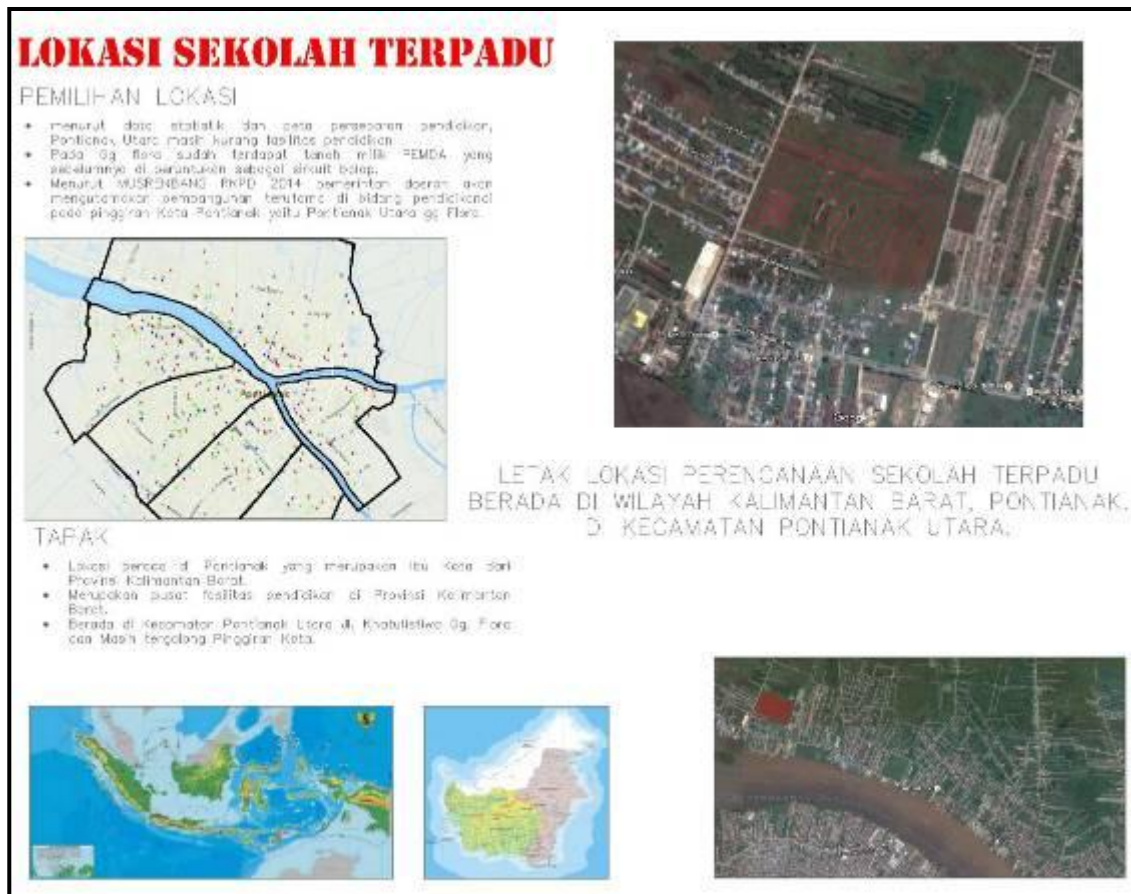 LOKASI SEKOLAH TERPADU
PEMILIHAN LOKASI
• menurut data statistik dan peta persebaran pendidikan,
Pontianak Utara masih kurang fasilitas pendidikan
• Pada Gg flora sudah terdapat tanah milik PEMDA yang
sebelumnya di peruntukan sebagai sirkuit balap.
• Menurut MUSRENBANG RKPD 2014 pemerintah daerah akan
mengutamakan pembangunan terutama di bidang pendidikandi
pada pinggiran Kota Pontianak yaitu Pontianak Utara gg Flora.
Google
LETAK LOKASI PERENCANAAN SEKOLAH TERPADU
BERADA DI WILAYAH KALIMANTAN BARAT, PONTIANAK,
DI KECAMATAN PONTIANAK UTARA.
TAPAK
• Lokasi berada di Pontianak yang merupakan Ibu Kota dari
Provinsi Kalimantan Barat.
• Merupakan pusat fasilitas pendidikan di Provinsi Kalimantan
Barat.
• Berada di Kecamatan Pontianak Utara Jl. Khatulistiwa Gg. Flora
dan Masih tergolong Pinggiran Kota.